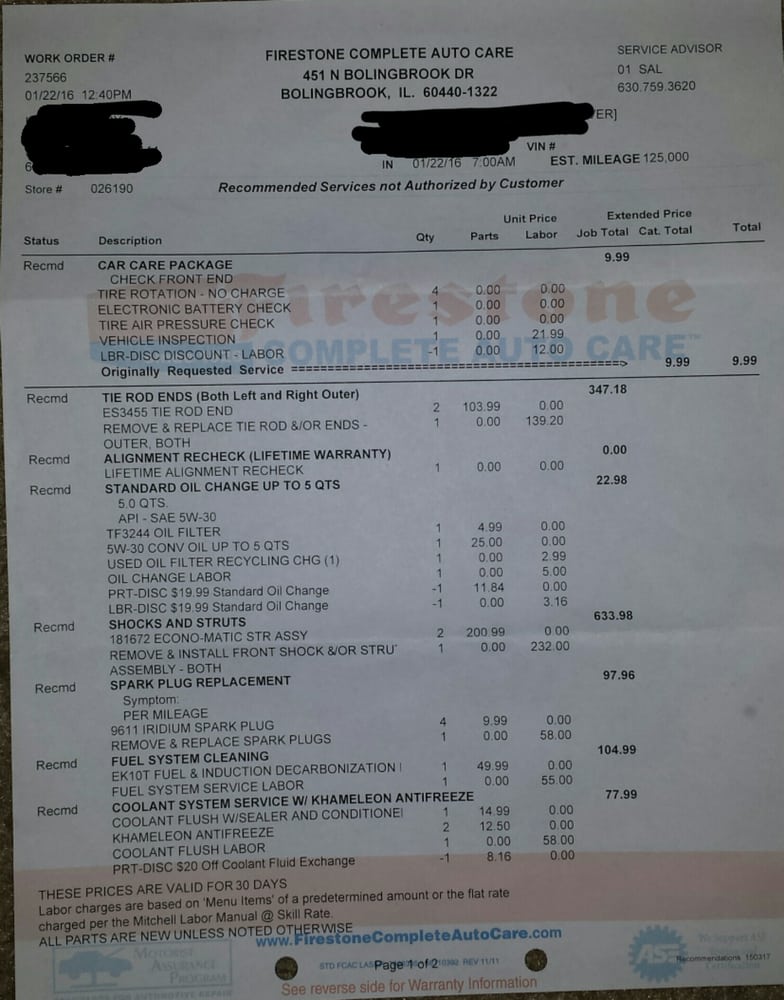 WORK ORDER #
237566
01/22/16 12:40PM
FIRESTONE COMPLETE AUTO CARE
451 N BOLINGBROOK DR
BOLINGBROOK, IL. 60440-1322
SERVICE ADVISOR
01 SAL
630.759.3620
ER]
VIN #
6
IN 01/22/16 7:00AM EST. MILEAGE 125,000
Store # 026190
Recommended Services not Authorized by Customer
Unit Price Extended Price
Status Description Qty Parts Labor Job Total Cat. Total Total
Recmd CAR CARE PACKAGE 9.99
CHECK FRONT END
TIRE ROTATION - NO CHARGE 4 0.00 0.00
ELECTRONIC BATTERY CHECK 1 0.00 0.00
TIRE AIR PRESSURE CHECK 1 0.00 0.00
VEHICLE INSPECTION 1 0.00 21.99
LBR-DISC DISCOUNT - LABOR -1 0.00 12.00
Originally Requested Service ==> 9.99 9.99
Firestone
COMPLETE AUTO CARE™
Recmd TIE ROD ENDS (Both Left and Right Outer) 347.18
ES3455 TIE ROD END 2 103.99 0.00
REMOVE & REPLACE TIE ROD &/OR ENDS - 1 0.00 139.20
OUTER, BOTH
Recmd ALIGNMENT RECHECK (LIFETIME WARRANTY) 0.00
LIFETIME ALIGNMENT RECHECK 1 0.00 0.00
Recmd STANDARD OIL CHANGE UP TO 5 QTS 22.98
5.0 QTS.
API - SAE 5W-30
TF3244 OIL FILTER 1 4.99 0.00
5W-30 CONV OIL UP TO 5 QTS 1 25.00 0.00
USED OIL FILTER RECYCLING CHG (1) 1 0.00 2.99
OIL CHANGE LABOR 1 0.00 5.00
PRT-DISC $19.99 Standard Oil Change -1 11.84 0.00
LBR-DISC $19.99 Standard Oil Change -1 0.00 3.16
Recmd SHOCKS AND STRUTS 633.98
181672 ECONO-MATIC STR ASSY 2 200.99 0.00
REMOVE & INSTALL FRONT SHOCK &/OR STRU 1 0.00 232.00
ASSEMBLY - BOTH
Recmd SPARK PLUG REPLACEMENT 97.96
Symptom:
PER MILEAGE
9611 IRIDIUM SPARK PLUG 4 9.99 0.00
REMOVE & REPLACE SPARK PLUGS 1 0.00 58.00
Recmd FUEL SYSTEM CLEANING 104.99
EK10T FUEL & INDUCTION DECARBONIZATION 1 49.99 0.00
FUEL SYSTEM SERVICE LABOR 1 0.00 55.00
Recmd COOLANT SYSTEM SERVICE W/ KHAMELEON ANTIFREEZE 77.99
COOLANT FLUSH W/SEALER AND CONDITIONE 1 14.99 0.00
KHAMELEON ANTIFREEZE 2 12.50 0.00
COOLANT FLUSH LABOR 1 0.00 58.00
PRT-DISC $20 Off Coolant Fluid Exchange -1 8.16 0.00
THESE PRICES ARE VALID FOR 30 DAYS
Labor charges are based on 'Menu Items' of a predetermined amount or the flat rate
charged per the Mitchell Labor Manual @ Skill Rate.
ALL PARTS ARE NEW UNLESS NOTED OTHERWISE
www.FirestoneCompleteAutoCare.com
MOTORIST
ASSURANCE
PROGRAM
STD FCAC LAS 10392 REV 11/11
Page 1 of 2
See reverse side for Warranty Information
ASE
We Support ASE
Certification
Recommendations 150317